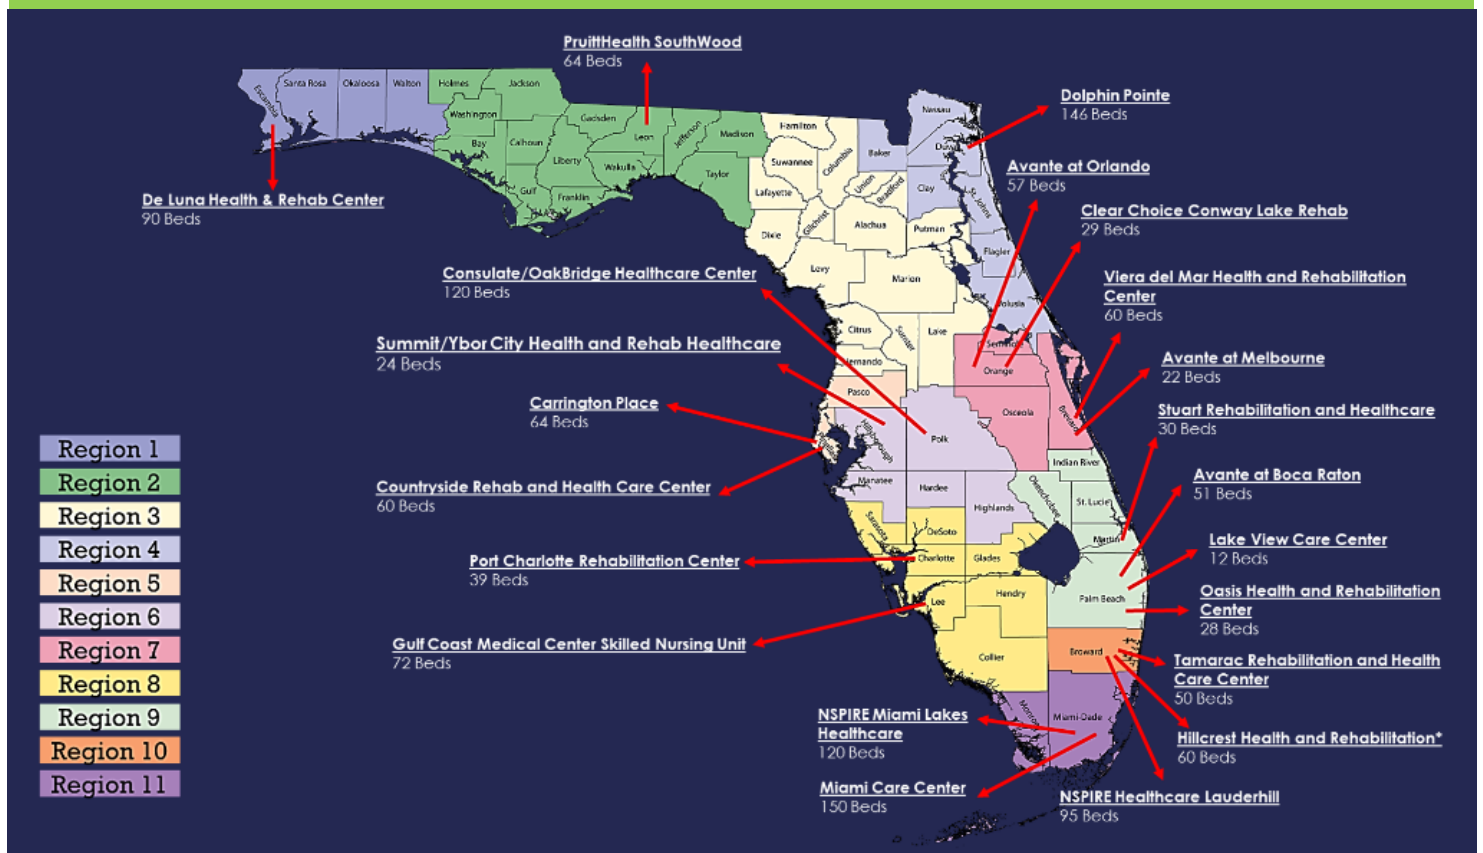 PruittHealth SouthWood
64 Beds
Dolphin Pointe
146 Beds
Avante at Orlando
57 Beds
Clear Choice Conway Lake Rehab
29 Beds
De Luna Health & Rehab Center
90 Beds
Consulate/OakBridge Healthcare Center
120 Beds
Viera del Mar Health and Rehabilitation
Center
60 Beds
Summit/Ybor City Health and Rehab Healthcare
24 Beds
Avante at Melbourne
22 Beds
Carrington Place
64 Beds
Stuart Rehabilitation and Healthcare
30 Beds
Countryside Rehab and Health Care Center
60 Beds
Avante at Boca Raton
51 Beds
Port Charlotte Rehabilitation Center
39 Beds
Lake View Care Center
12 Beds
Oasis Health and Rehabilitation
Center
28 Beds
Gulf Coast Medical Center Skilled Nursing Unit
72 Beds
Tamarac Rehabilitation and Health
Care Center
50 Beds
NSPIRE Miami Lakes
Healthcare
120 Beds
Hillcrest Health and Rehabilitation*
60 Beds
Miami Care Center
150 Beds
NSPIRE Healthcare Lauderhill
95 Beds
Region 1
Region 2
Region 3
Region 4
Region 5
Region 6
Region 7
Region 8
Region 9
Region 10
Region 11
Escambia
Santa Rosa
Okaloosa
Walton
Holmes
Jackson
Washington
Bay
Calhoun
Gulf
Liberty
Gadsden
Franklin
Leon
Wakulla
Jefferson
Madison
Taylor
Hamilton
Suwannee
Lafayette
Columbia
Dixie
Gilchrist
Union
Bradford
Alachua
Baker
Nassau
Clay
St. Johns
Putman
Flagler
Levy
Marion
Volusia
Citrus
Sumter
Lake
Seminole
Orange
Pasco
Osceola
Brevard
Hillsborough
Polk
Indian River
Manatee
Hardee
Highlands
Okeechobee
St. Lucie
Martin
Sarasota
DeSoto
Charlotte
Glades
Lee
Hendry
Palm Beach
Collier
Broward
Monroe
Miami-Dade